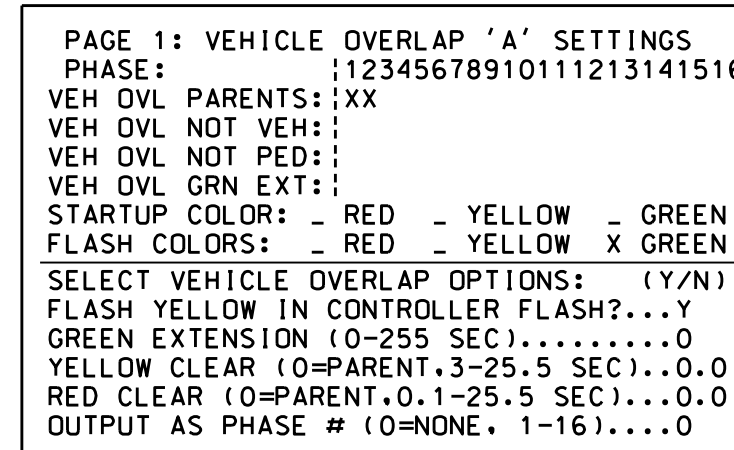 PAGE 1: VEHICLE OVERLAP 'A' SETTINGS
PHASE: ¦12345678910111213141516
VEH OVL PARENTS:¦XX
VEH OVL NOT VEH:¦
VEH OVL NOT PED:¦
VEH OVL GRN EXT:¦
STARTUP COLOR: _ RED _ YELLOW _ GREEN
FLASH COLORS: _ RED _ YELLOW X GREEN
SELECT VEHICLE OVERLAP OPTIONS: (Y/N)
FLASH YELLOW IN CONTROLLER FLASH?...Y
GREEN EXTENSION (0-255 SEC).........0
YELLOW CLEAR (0=PARENT,3-25.5 SEC)..0.0
RED CLEAR (0=PARENT,0.1-25.5 SEC)...0.0
OUTPUT AS PHASE # (0=NONE, 1-16)....0